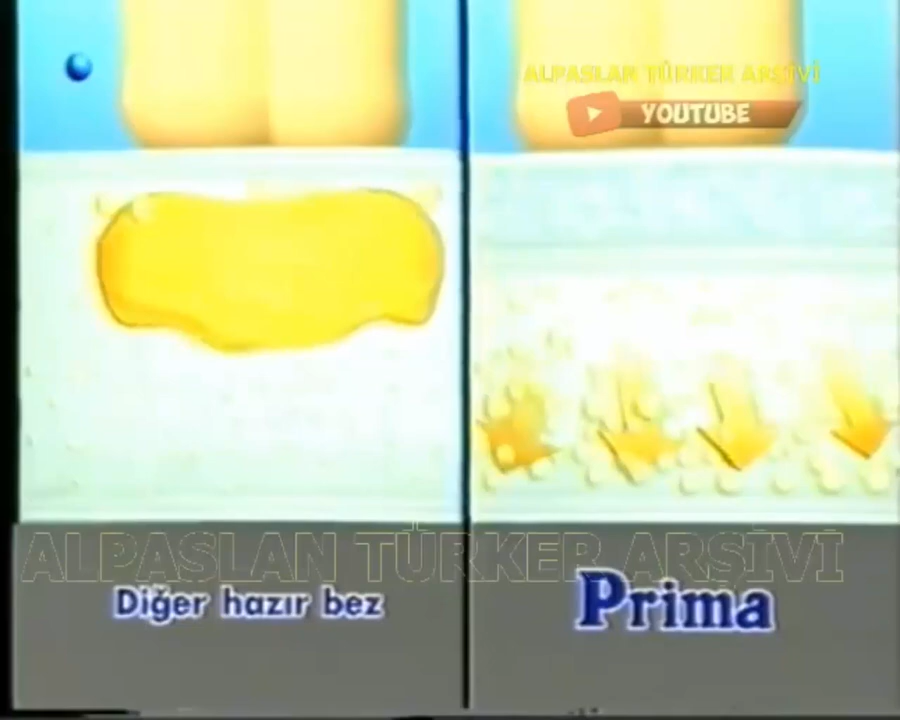 ALPASLAN TÜRKER ARŞİVİ
YOUTUBE
ALPASLAN TÜRKER ARŞİVİ
Diğer hazır bez
Prima